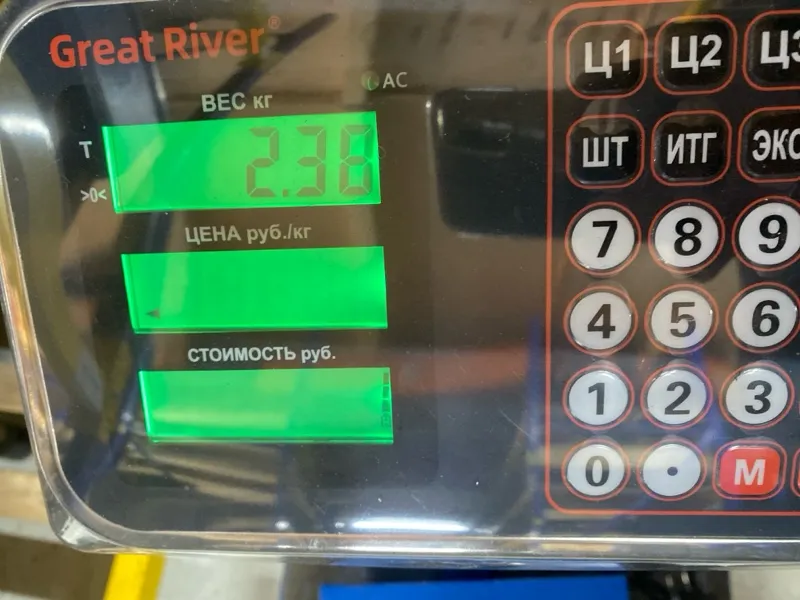 Great River®
AC
ВЕС кг
T
>0<
2.36
ЦЕНА руб./кг
СТОИМОСТЬ руб.
Ц1 Ц2
ШТ ИТГ
7 8 9
4 5 6
1 2 3
0 • M